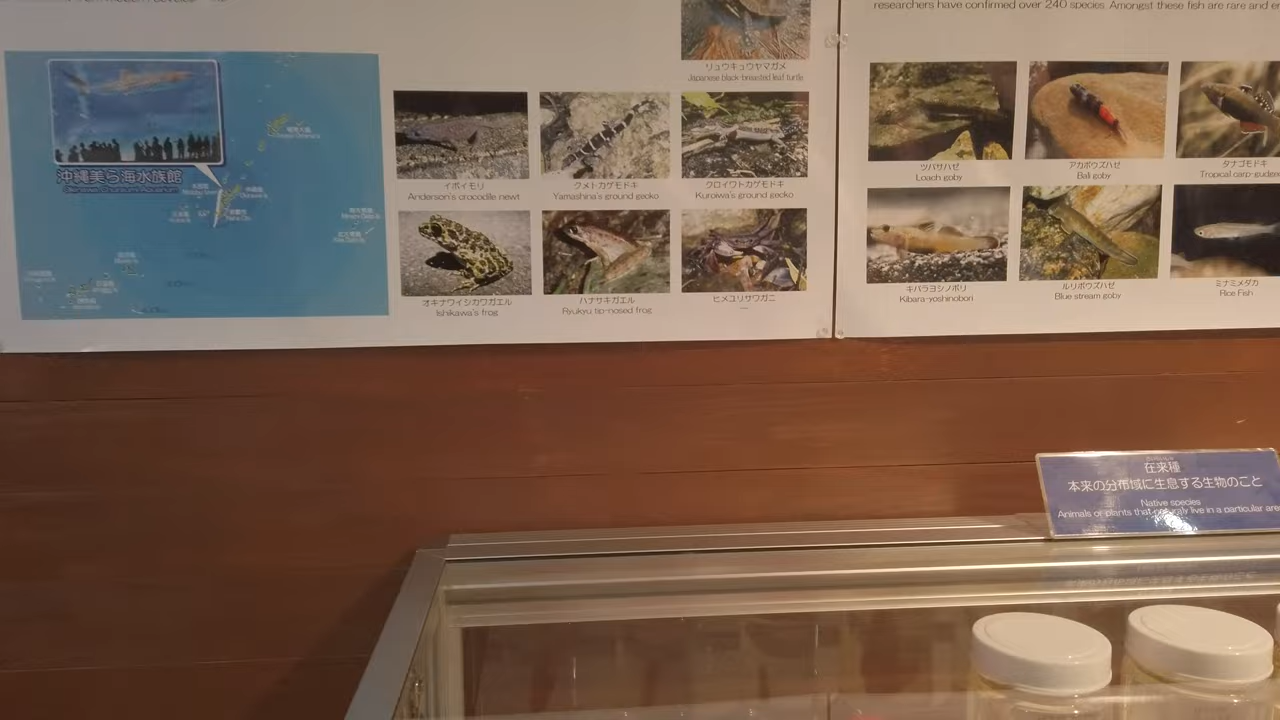 researchers have confirmed over 240 species. Amongst these fish are rare and en
リュウキュウヤマガメ
Japanese black-breasted leaf turtle
沖縄美ら海水族館
Okinawa Churaumi Aquarium
イボイモリ
Anderson's crocodile newt
クメトカゲモドキ
Yamashina's ground gecko
クロイワトカゲモドキ
Kuroiwa's ground gecko
オキナワイシカワガエル
Ishikawa's frog
ハナサキガエル
Ryukyu tip-nosed frog
ヒメユリサワガニ
—
ツバサハゼ
Loach goby
アカボウズハゼ
Bali goby
タナゴモドキ
Tropical carp-gudgeo
キバラヨシノボリ
Kibara-yoshinobori
ルリボウズハゼ
Blue stream goby
ミナミメダカ
Rice Fish
在来種
本来の分布域に生息する生物のこと
Native species
Animals or plants that naturaly live in a particular are